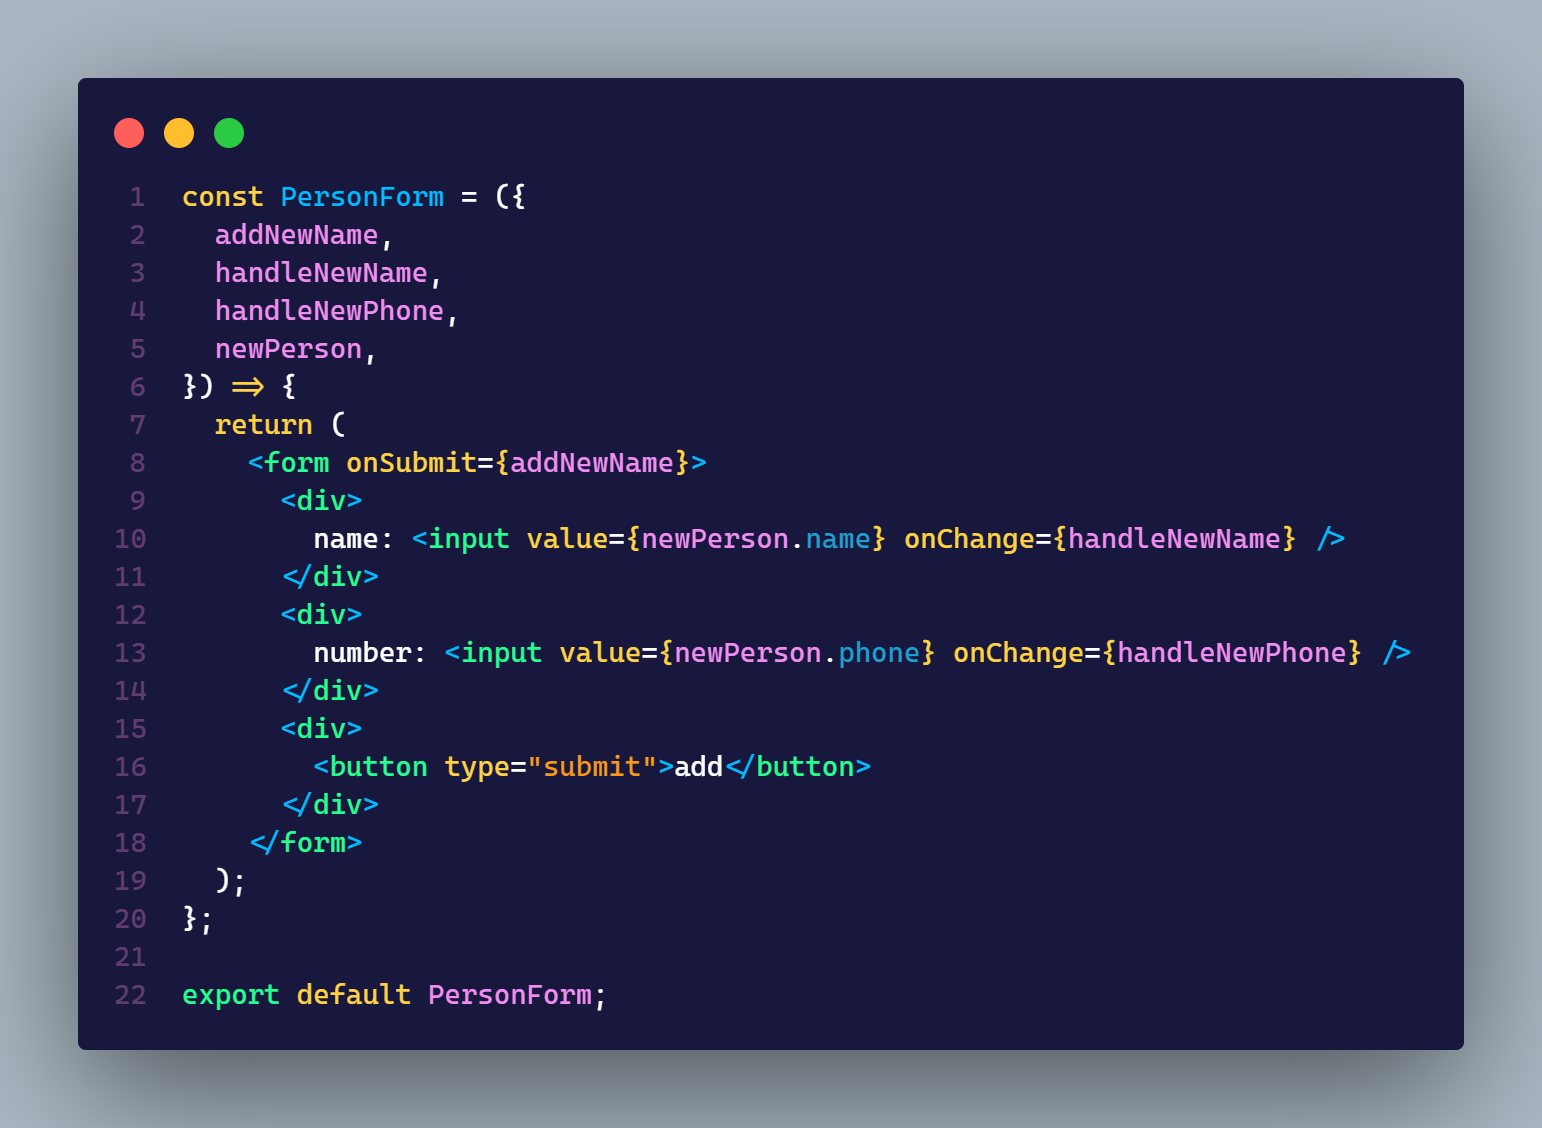 1 const PersonForm = ({
2   addNewName,
3   handleNewName,
4   handleNewPhone,
5   newPerson,
6 }) => {
7   return (
8     <form onSubmit={addNewName}>
9       <div>
10         name: <input value={newPerson.name} onChange={handleNewName} />
11       </div>
12       <div>
13         number: <input value={newPerson.phone} onChange={handleNewPhone} />
14       </div>
15       <div>
16         <button type="submit">add</button>
17       </div>
18     </form>
19   );
20 };
21
22 export default PersonForm;